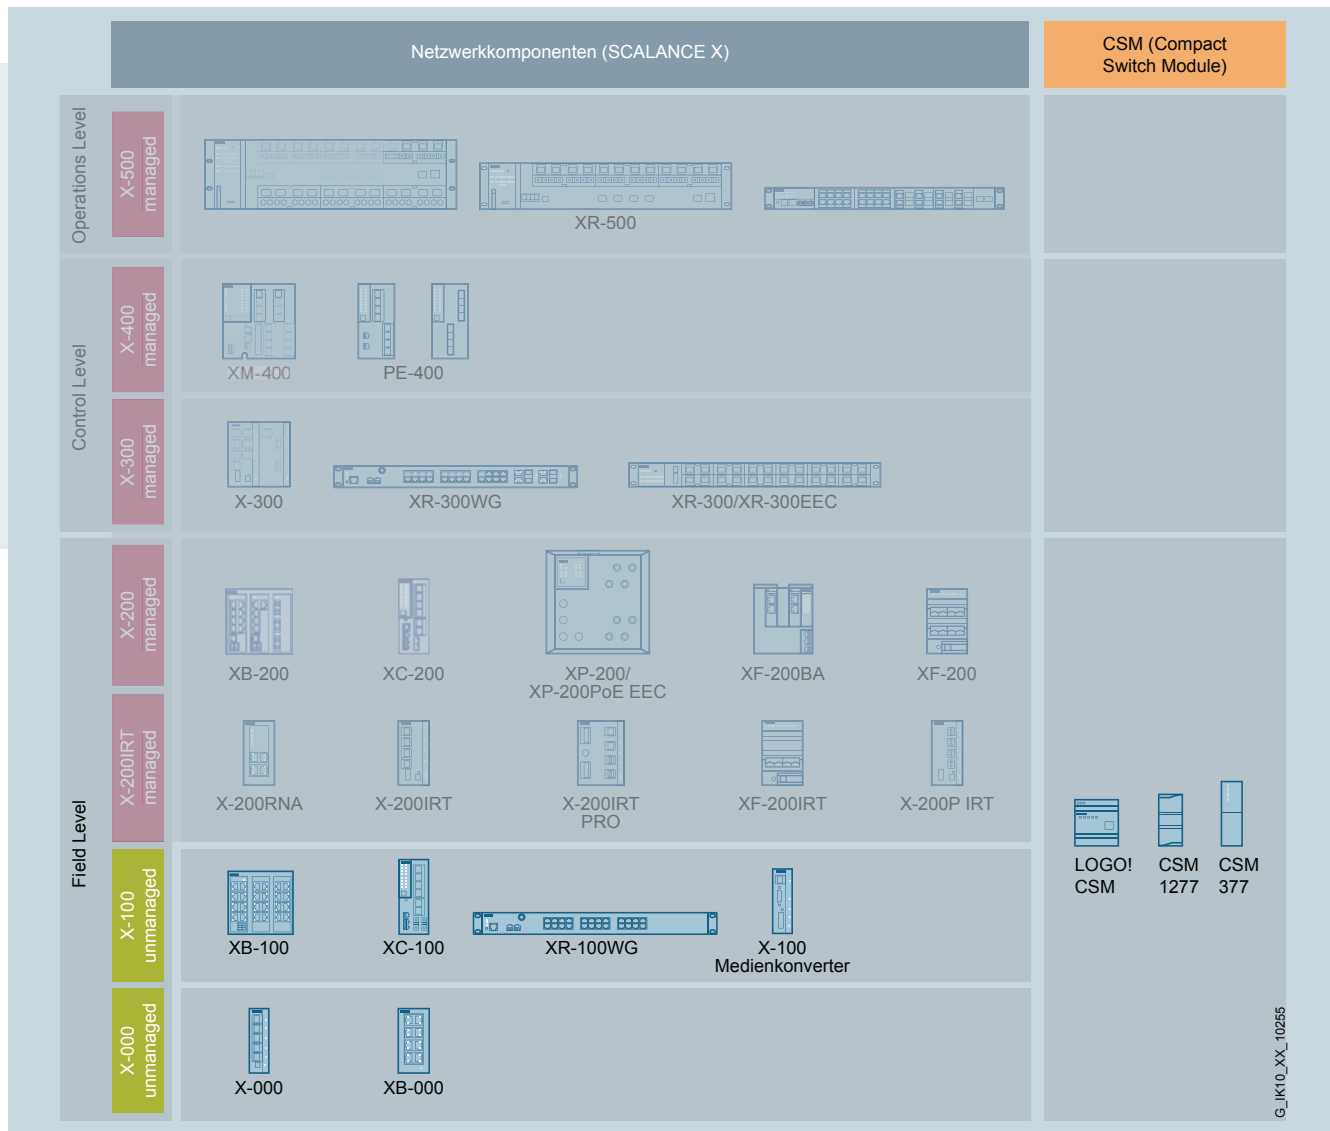 Netzwerkkomponenten (SCALANCE X)
CSM (Compact
Switch Module)
Operations Level
X-500
managed
XR-500
Control Level
X-400
managed
XM-400
PE-400
X-300
managed
X-300
XR-300WG
XR-300/XR-300EEC
Field Level
X-200
managed
XB-200
XC-200
XP-200/
XP-200PoE EEC
XF-200BA
XF-200
X-200IRT
managed
X-200RNA
X-200IRT
X-200IRT
PRO
XF-200IRT
X-200P IRT
LOGO!
CSM
CSM
1277
CSM
377
X-100
unmanaged
XB-100
XC-100
XR-100WG
X-100
Medienkonverter
X-000
unmanaged
X-000
XB-000
G_IK10_XX_10255